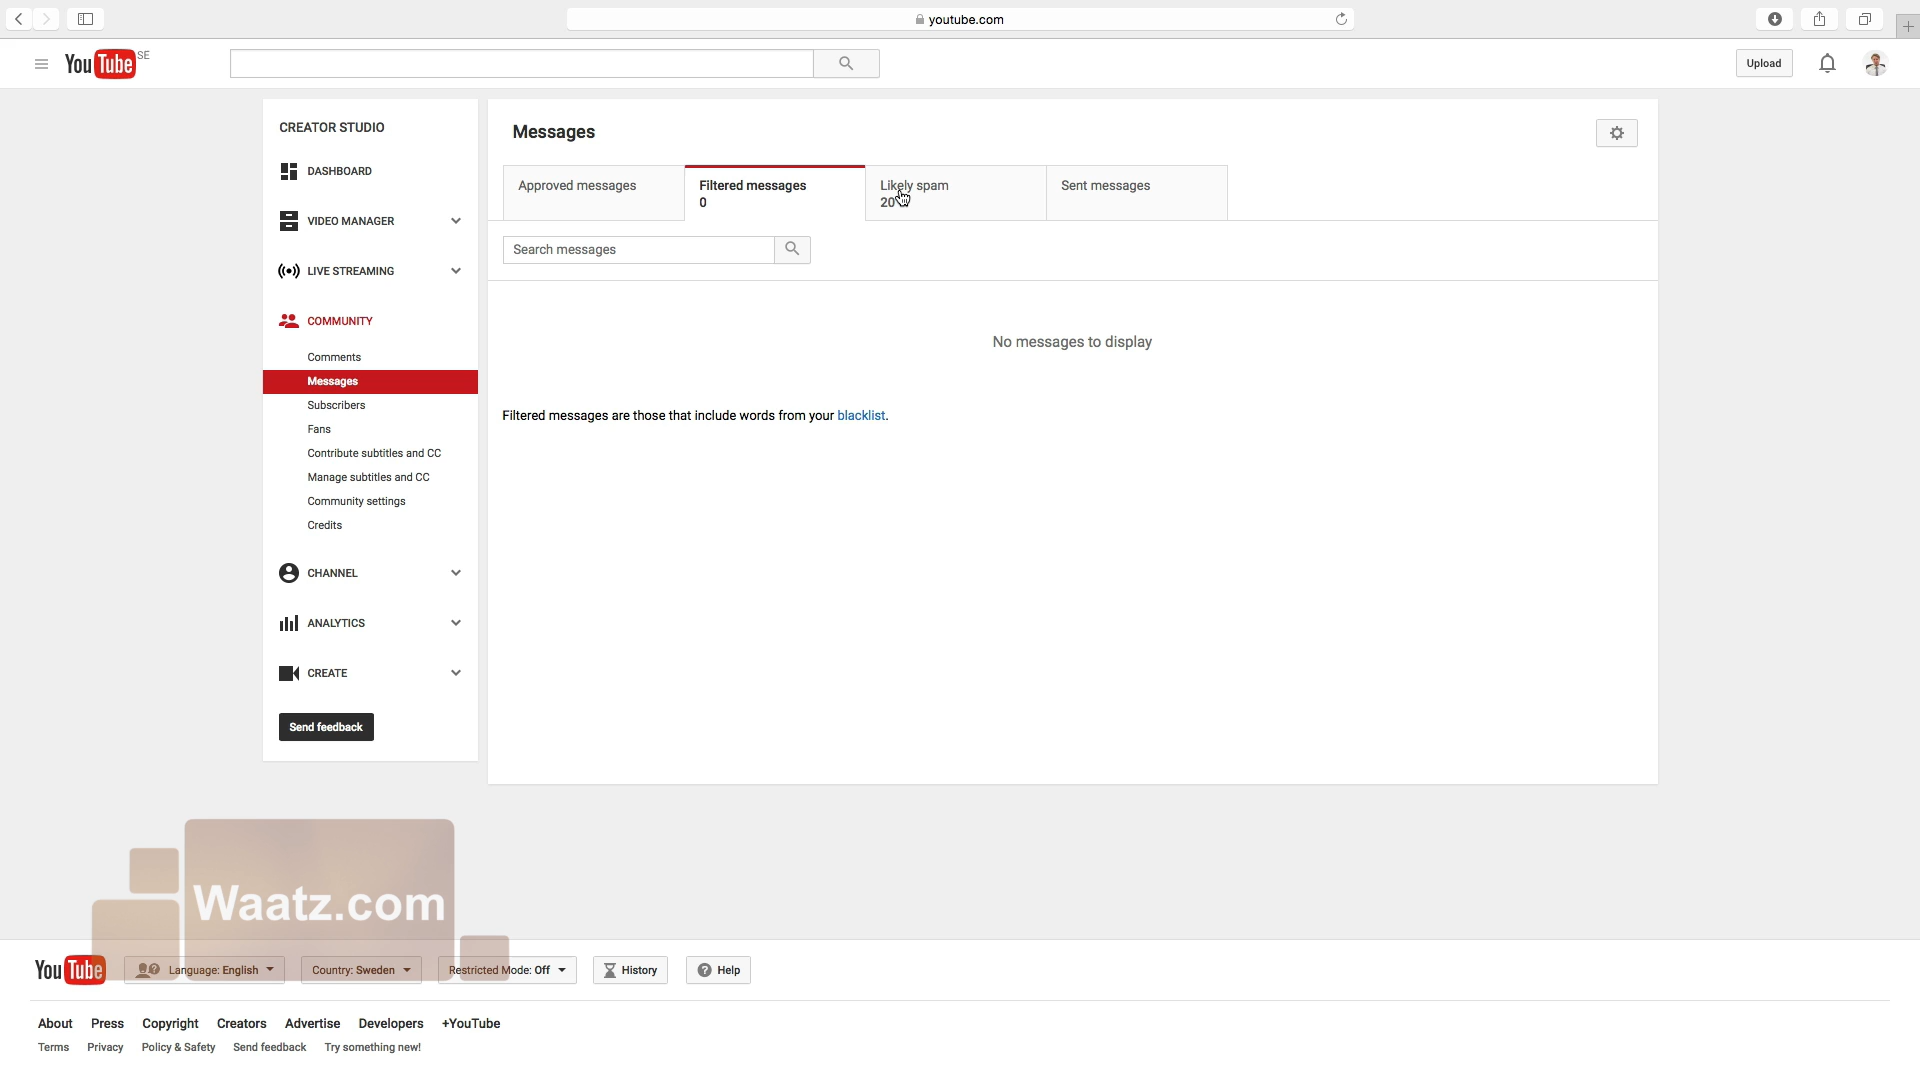 youtube.com
YouTube SE
Upload
CREATOR STUDIO
DASHBOARD
VIDEO MANAGER
LIVE STREAMING
COMMUNITY
Comments
Messages
Subscribers
Fans
Contribute subtitles and CC
Manage subtitles and CC
Community settings
Credits
CHANNEL
ANALYTICS
CREATE
Send feedback
Messages
Approved messages
Filtered messages
0
Likely spam
20
Sent messages
Search messages
No messages to display
Filtered messages are those that include words from your blacklist.
Waatz.com
YouTube
Language: English
Country: Sweden
Restricted Mode: Off
History
Help
About Press Copyright Creators Advertise Developers +YouTube
Terms Privacy Policy & Safety Send feedback Try something new!